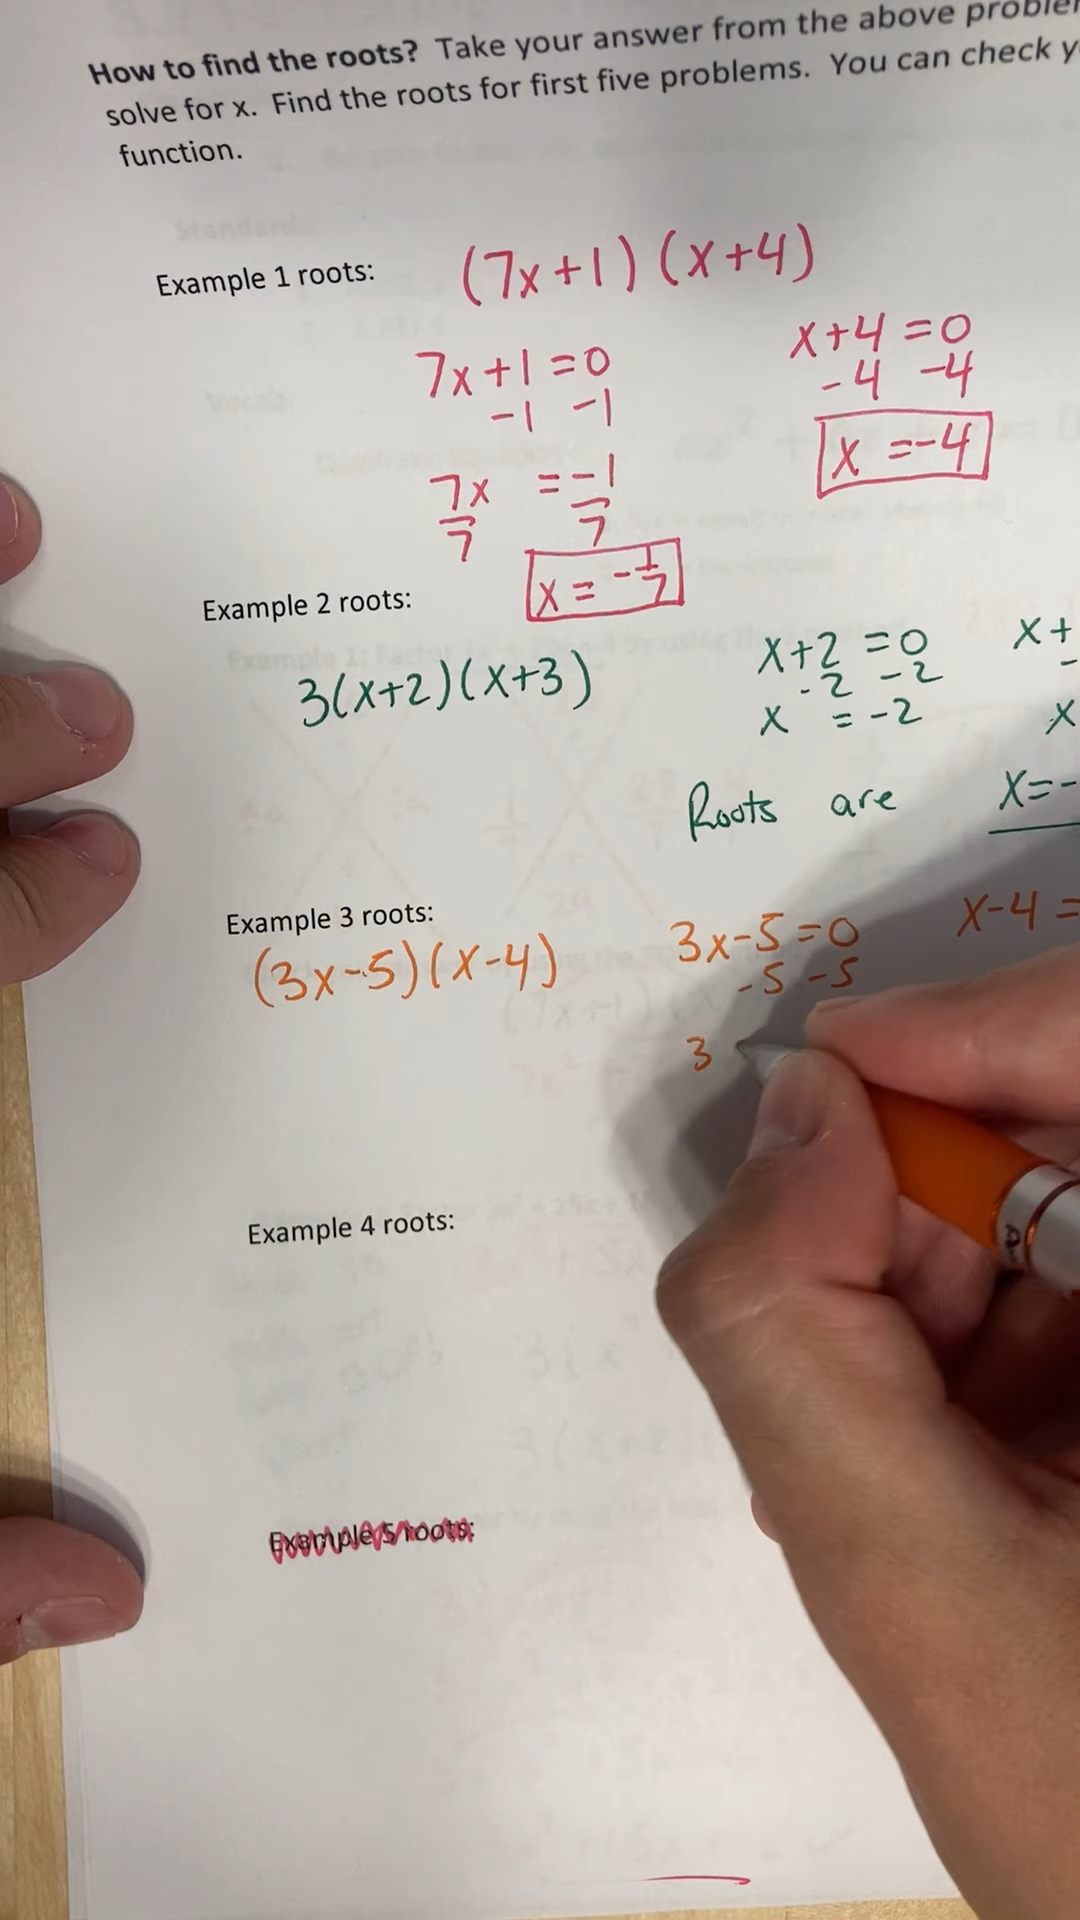 How to find the roots? Take your answer from the above
solve for x. Find the roots for first five problems. You can check
function.
Example 1 roots: (7x+1)(x+4)
7x+1=0
-1 -1
7x = -1
7 7
x = -1/7
x+4=0
-4 -4
x = -4
Example 2 roots:
3(x+2)(x+3)
x+2=0
-2 -2
x = -2
x+
-
x
Roots are x=-
Example 3 roots:
(3x-5)(x-4)
3x-5=0
-5 -5
3
x-4=
Example 4 roots:
Example 5 roots: